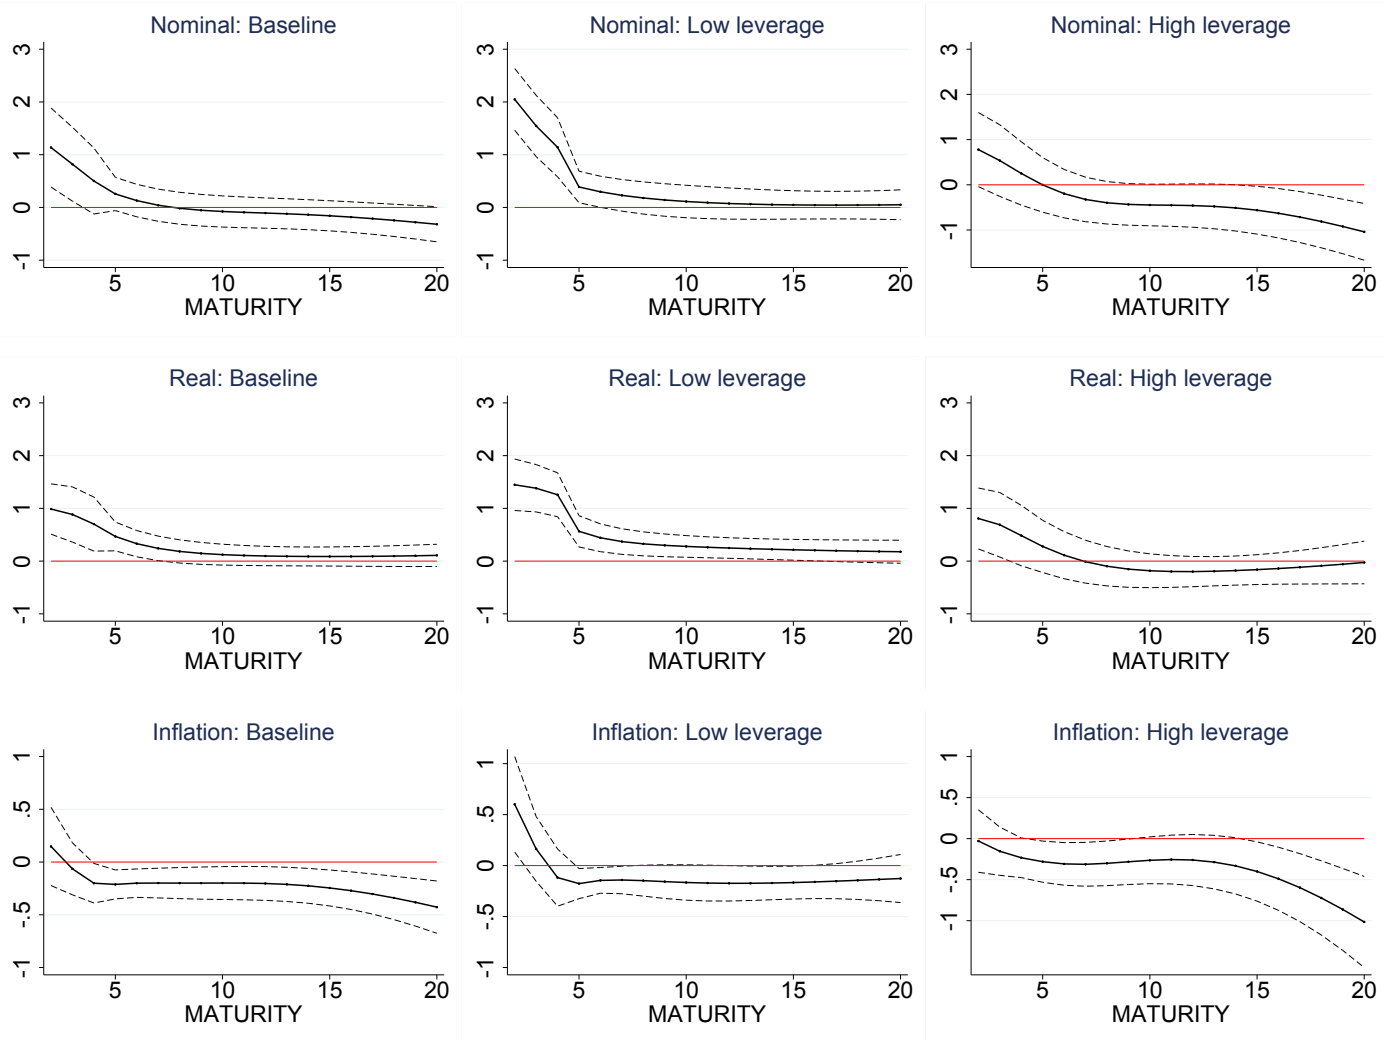 Nominal: Baseline
3
2
1
0
-1
5 10 15 20
MATURITY
Nominal: Low leverage
3
2
1
0
-1
5 10 15 20
MATURITY
Nominal: High leverage
3
2
1
0
-1
5 10 15 20
MATURITY
Real: Baseline
3
2
1
0
-1
5 10 15 20
MATURITY
Real: Low leverage
3
2
1
0
-1
5 10 15 20
MATURITY
Real: High leverage
3
2
1
0
-1
5 10 15 20
MATURITY
Inflation: Baseline
1
.5
0
-.5
-1
5 10 15 20
MATURITY
Inflation: Low leverage
1
.5
0
-.5
-1
5 10 15 20
MATURITY
Inflation: High leverage
1
.5
0
-.5
-1
5 10 15 20
MATURITY